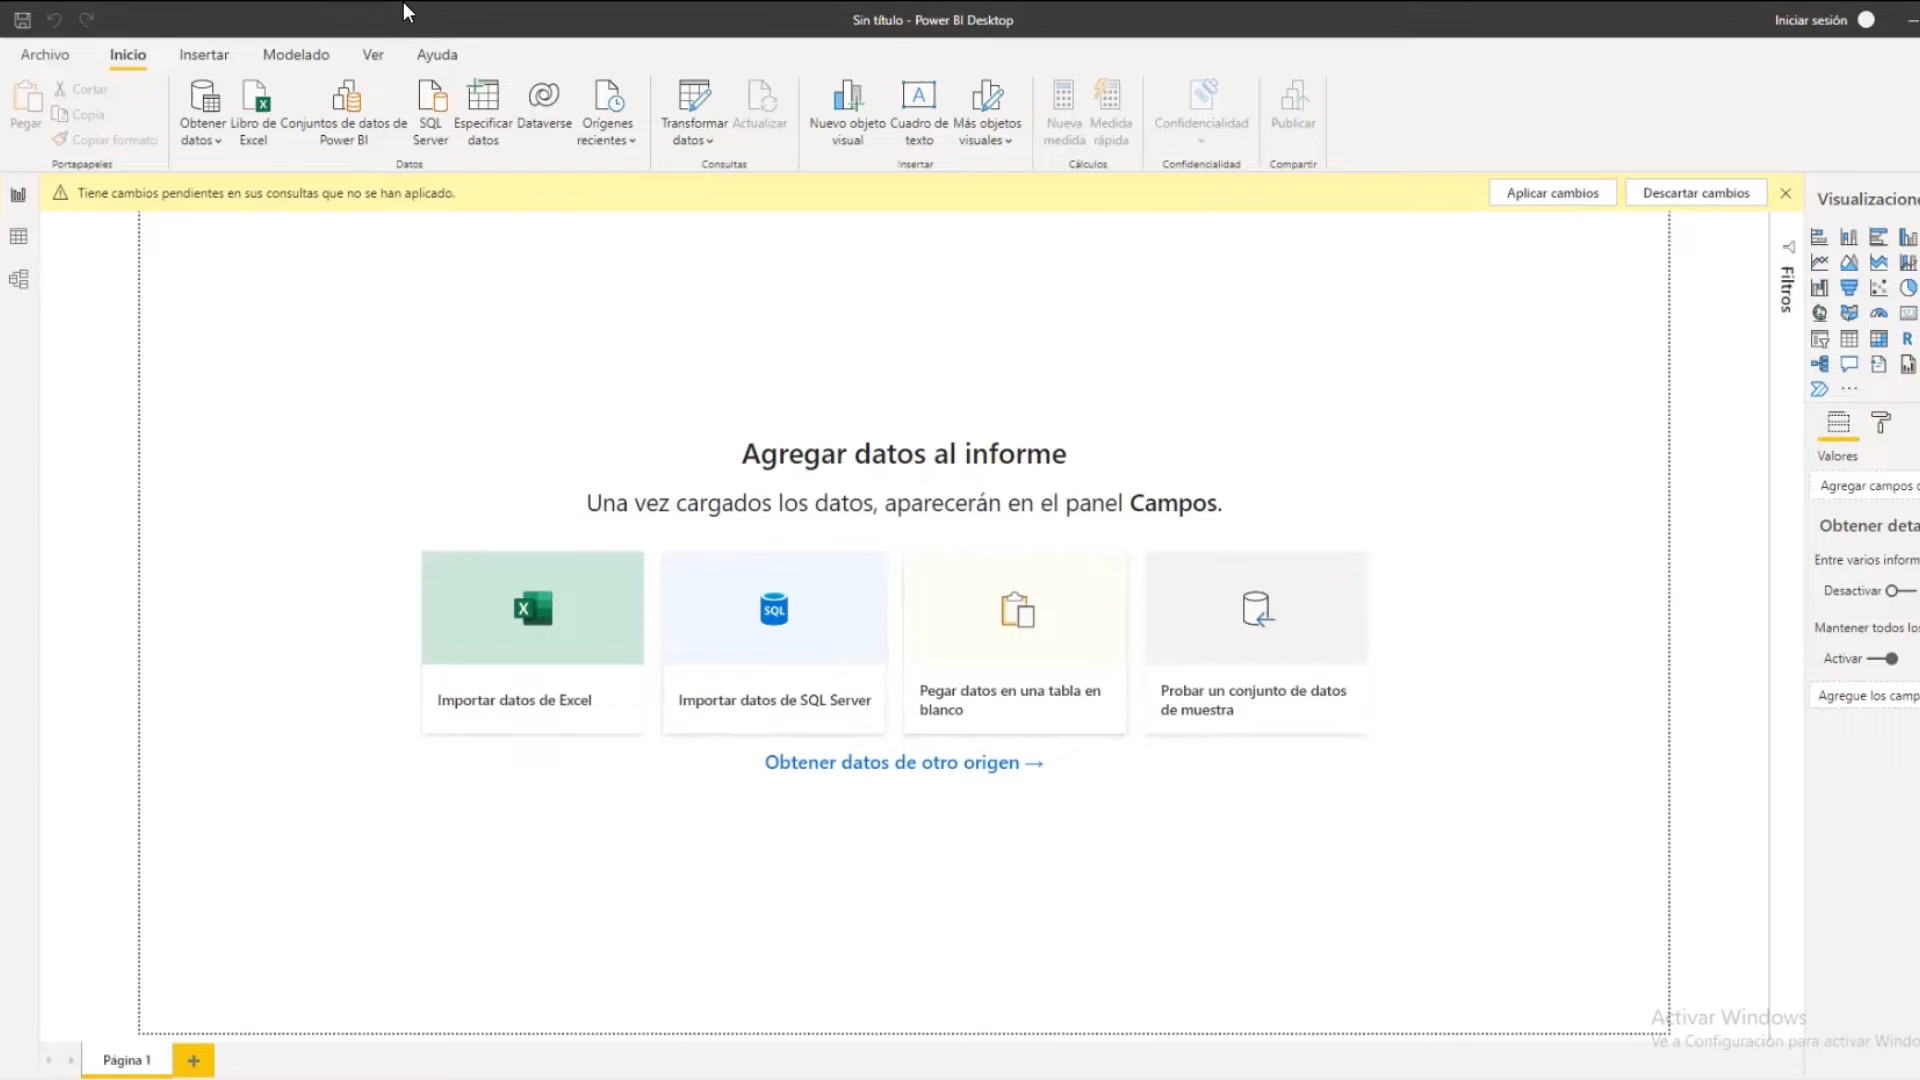 Sin título - Power BI Desktop
Iniciar sesión
Archivo Inicio Insertar Modelado Ver Ayuda
Pegar
Cortar
Copia
Copiar formato
Portapapeles
Obtener datos
Libro de Excel
Conjuntos de datos de Power BI
SQL Server
Especificar datos
Dataverse
Orígenes recientes
Datos
Transformar datos
Actualizar
Consultas
Nuevo objeto visual
Cuadro de texto
Más objetos visuales
Insertar
Nueva medida
Medida rápida
Cálculos
Confidencialidad
Confidencialidad
Publicar
Compartir
Tiene cambios pendientes en sus consultas que no se han aplicado.
Aplicar cambios
Descartar cambios
Filtros
Visualizacione
R
Valores
Agregar campos d
Obtener deta
Entre varios inform
Desactivar
Mantener todos los
Activar
Agregue los camp
Agregar datos al informe
Una vez cargados los datos, aparecerán en el panel Campos.
X
SQL
Importar datos de Excel
Importar datos de SQL Server
Pegar datos en una tabla en
blanco
Probar un conjunto de datos
de muestra
Obtener datos de otro origen →
Activar Windows
Ve a Configuración para activar Windo
Página 1
+